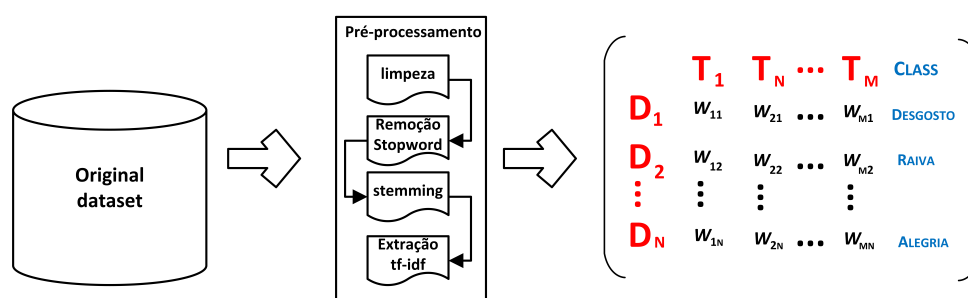 Original
dataset
Pré-processamento
limpeza
Remoção
Stopword
stemming
Extração
tf-idf
T1 TN ... TM CLASS
D1 W11 W21 ... WM1 DESGOSTO
D2 W12 W22 ... WM2 RAIVA
DN W1N W2N ... WMN ALEGRIA